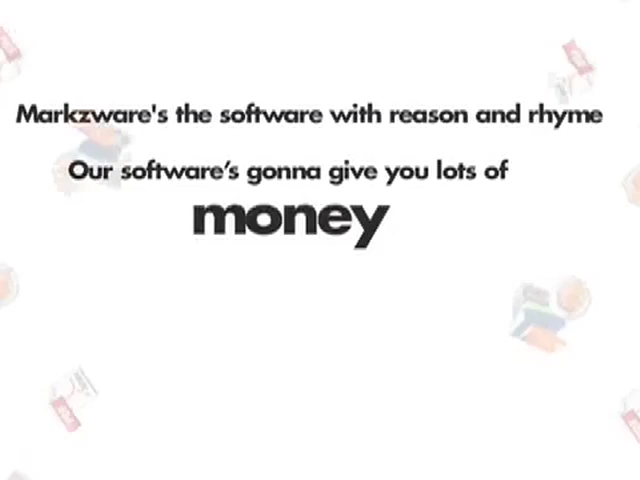 Markzware's the software with reason and rhyme
Our software’s gonna give you lots of
money